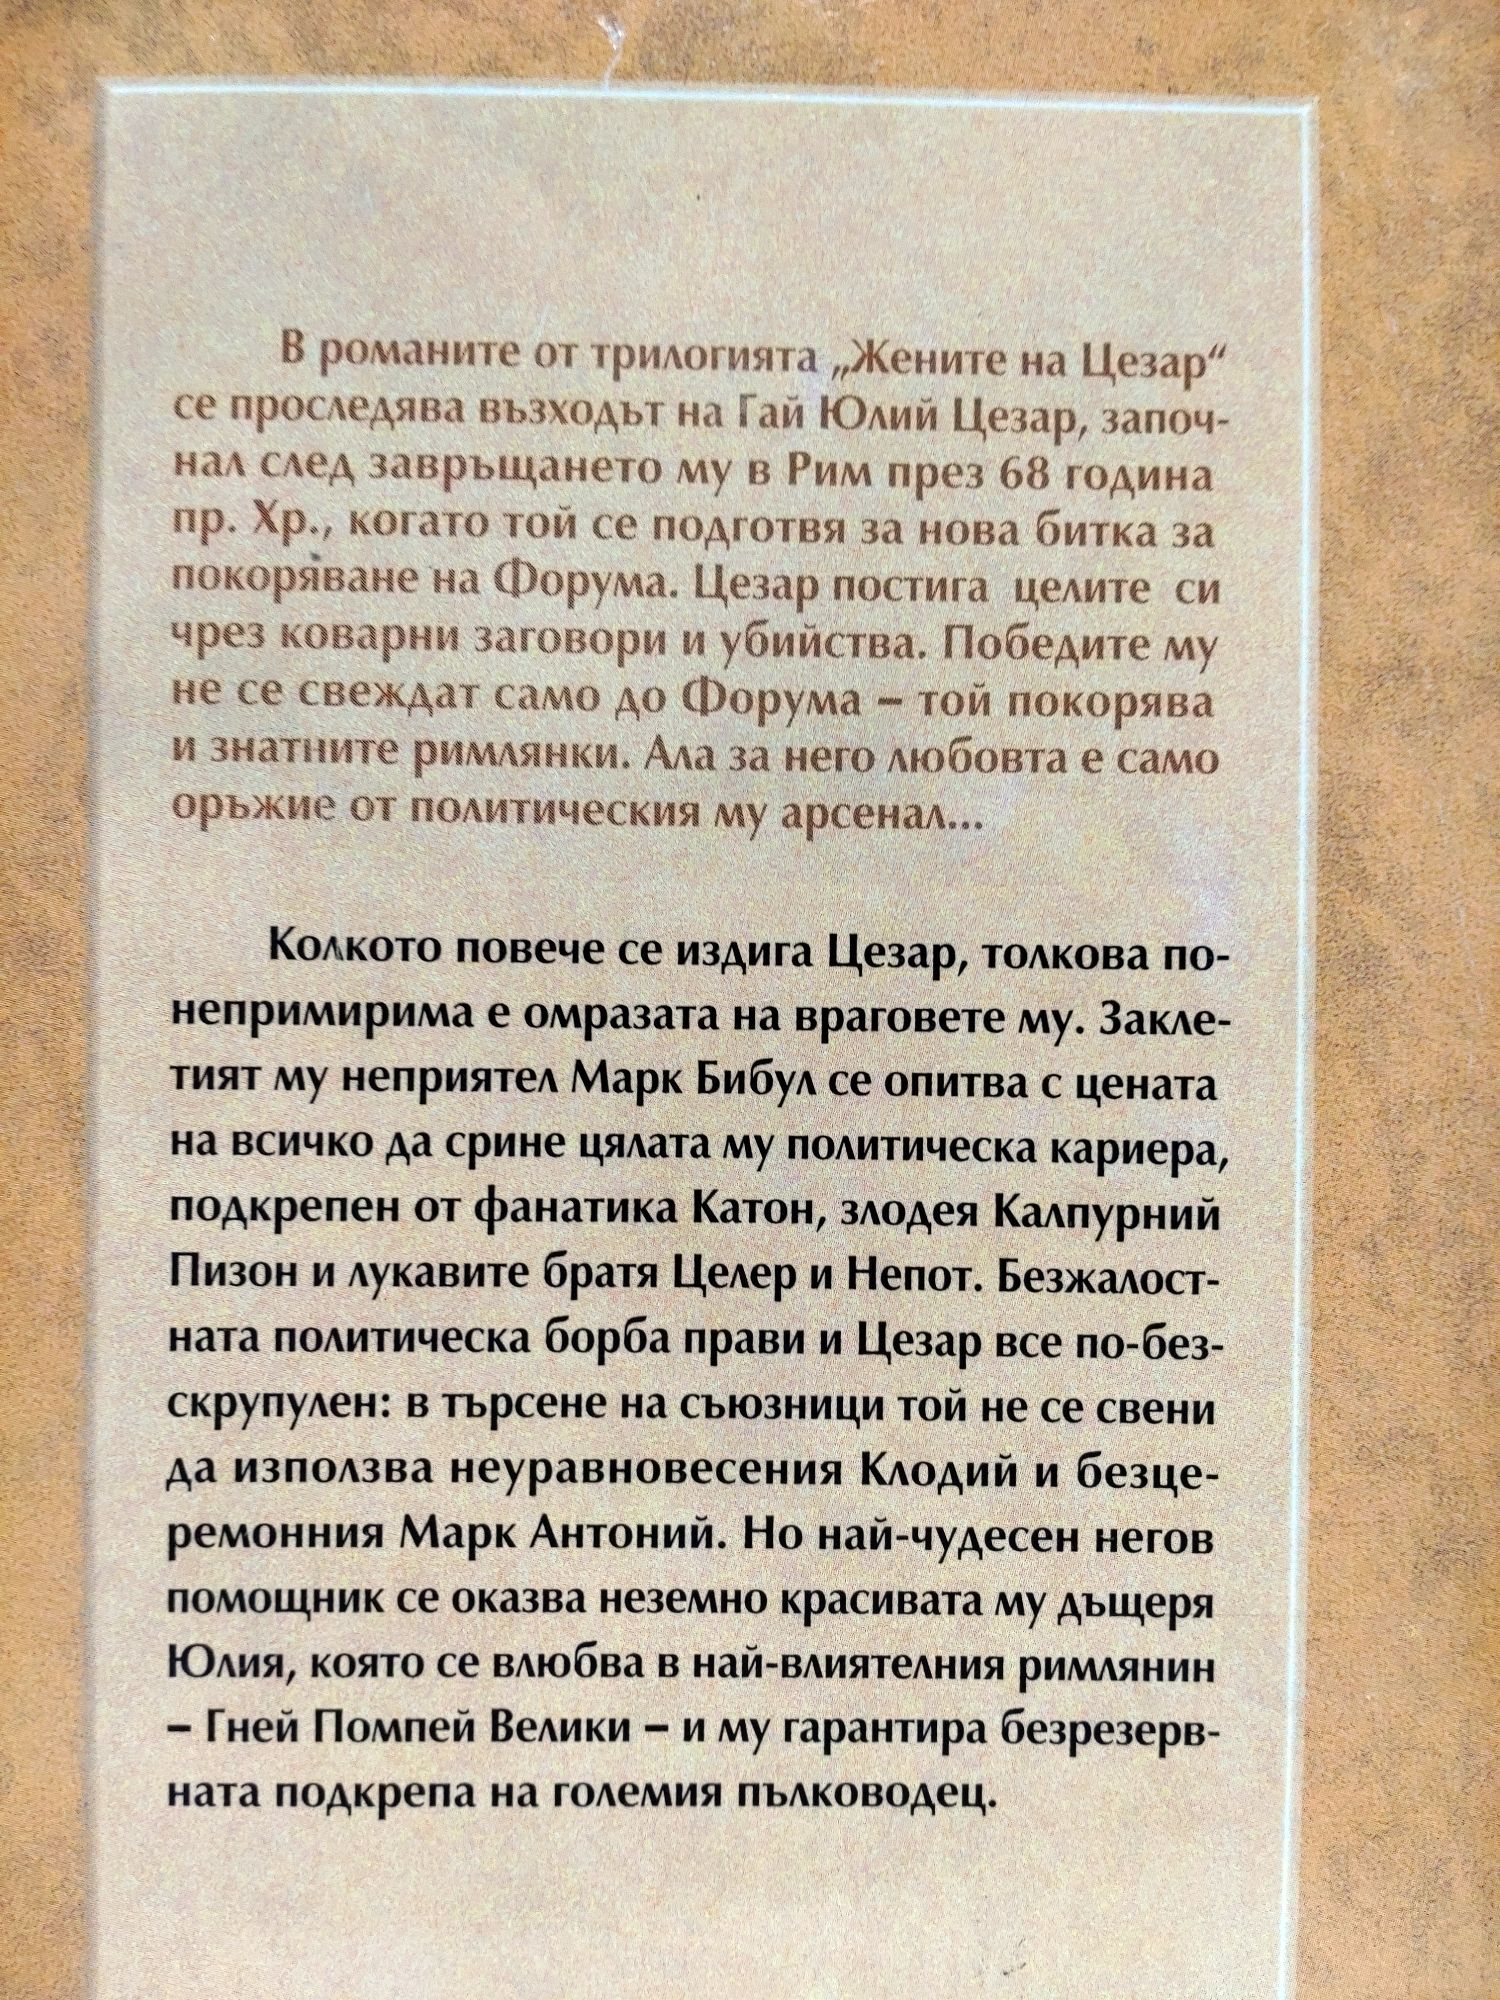 В романите от трилогията „Жените на Цезар“
се проследява възходът на Гай Юлий Цезар, започ-
нал след завръщането му в Рим през 68 година
пр. Хр., когато той се подготвя за нова битка за
покоряване на Форума. Цезар постига целите си
чрез коварни заговори и убийства. Победите му
не се свеждат само до Форума – той покорява
и знатните римлянки. Ала за него любовта е само
оръжие от политическия му арсенал...
Колкото повече се издига Цезар, толкова по-
непримирима е омразата на враговете му. Закле-
тият му неприятел Марк Бибул се опитва с цената
на всичко да срине цялата му политическа кариера,
подкрепен от фанатика Катон, злодея Калпурний
Пизон и лукавите братя Целер и Непот. Безжалост-
ната политическа борба прави и Цезар все по-без-
скрупулен: в търсене на съюзници той не се свени
да използва неуравновесения Клодий и безце-
ремонния Марк Антоний. Но най-чудесен негов
помощник се оказва неземно красивата му дъщеря
Юлия, която се влюбва в най-влиятелния римлянин
– Гней Помпей Велики – и му гарантира безрезерв-
ната подкрепа на големия пълководец.